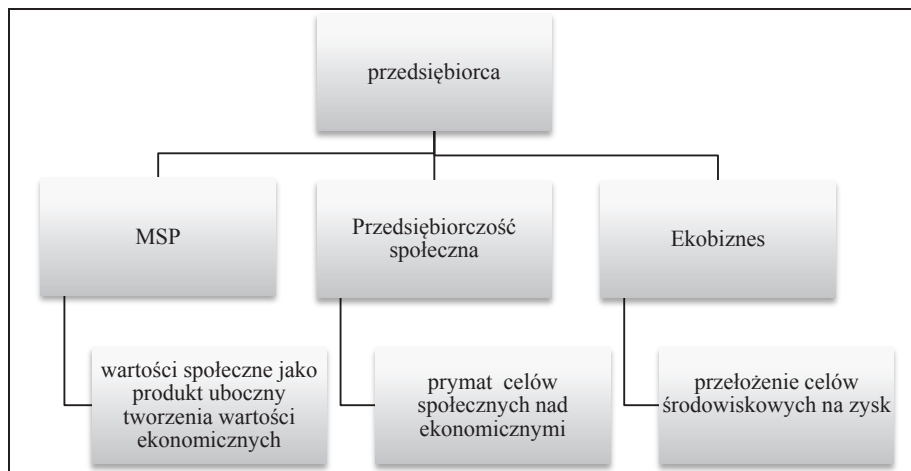 przedsiębiorca
MSP
Przedsiębiorczość
społeczna
Ekobiznes
wartości społeczne jako
produkt uboczny
tworzenia wartości
ekonomicznych
prymat celów
społecznych nad
ekonomicznymi
przełożenie celów
środowiskowych na zysk